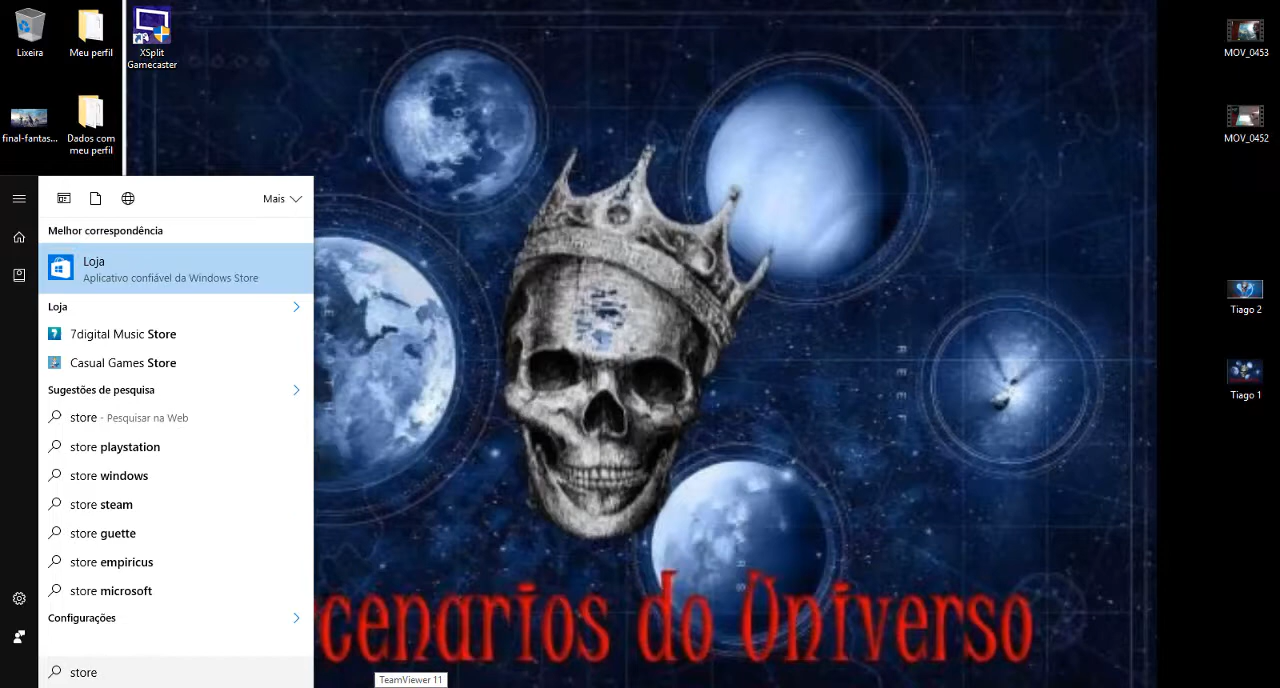 Lixeira
Meu perfil
XSplit
Gamecaster
final-fantas...
Dados com
meu perfil
MOV_0453
MOV_0452
Tiago 2
Tiago 1
Mais
Melhor correspondência
Loja
Aplicativo confiável da Windows Store
Loja
7digital Music Store
Casual Games Store
Sugestões de pesquisa
store - Pesquisar na Web
store playstation
store windows
store steam
store guette
store empiricus
store microsoft
Configurações
store
cenarios do Universo
TeamViewer 11